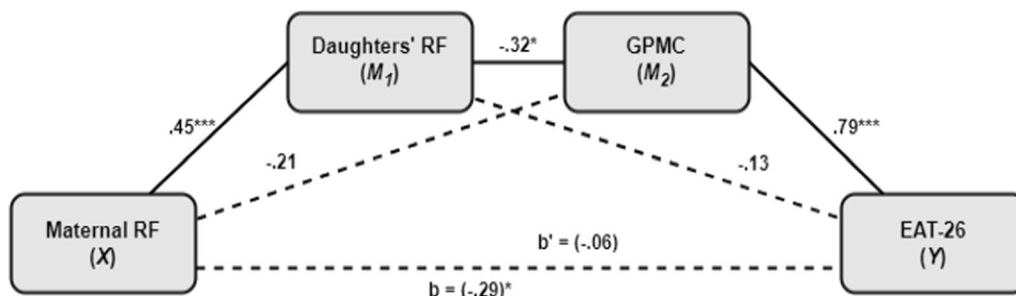 Daughters' RF
(M1)
-.32*
GPMC
(M2)
.45***
.79***
-.21
-.13
Maternal RF
(X)
b' = (-.06)
EAT-26
(Y)
b = (-.29)*